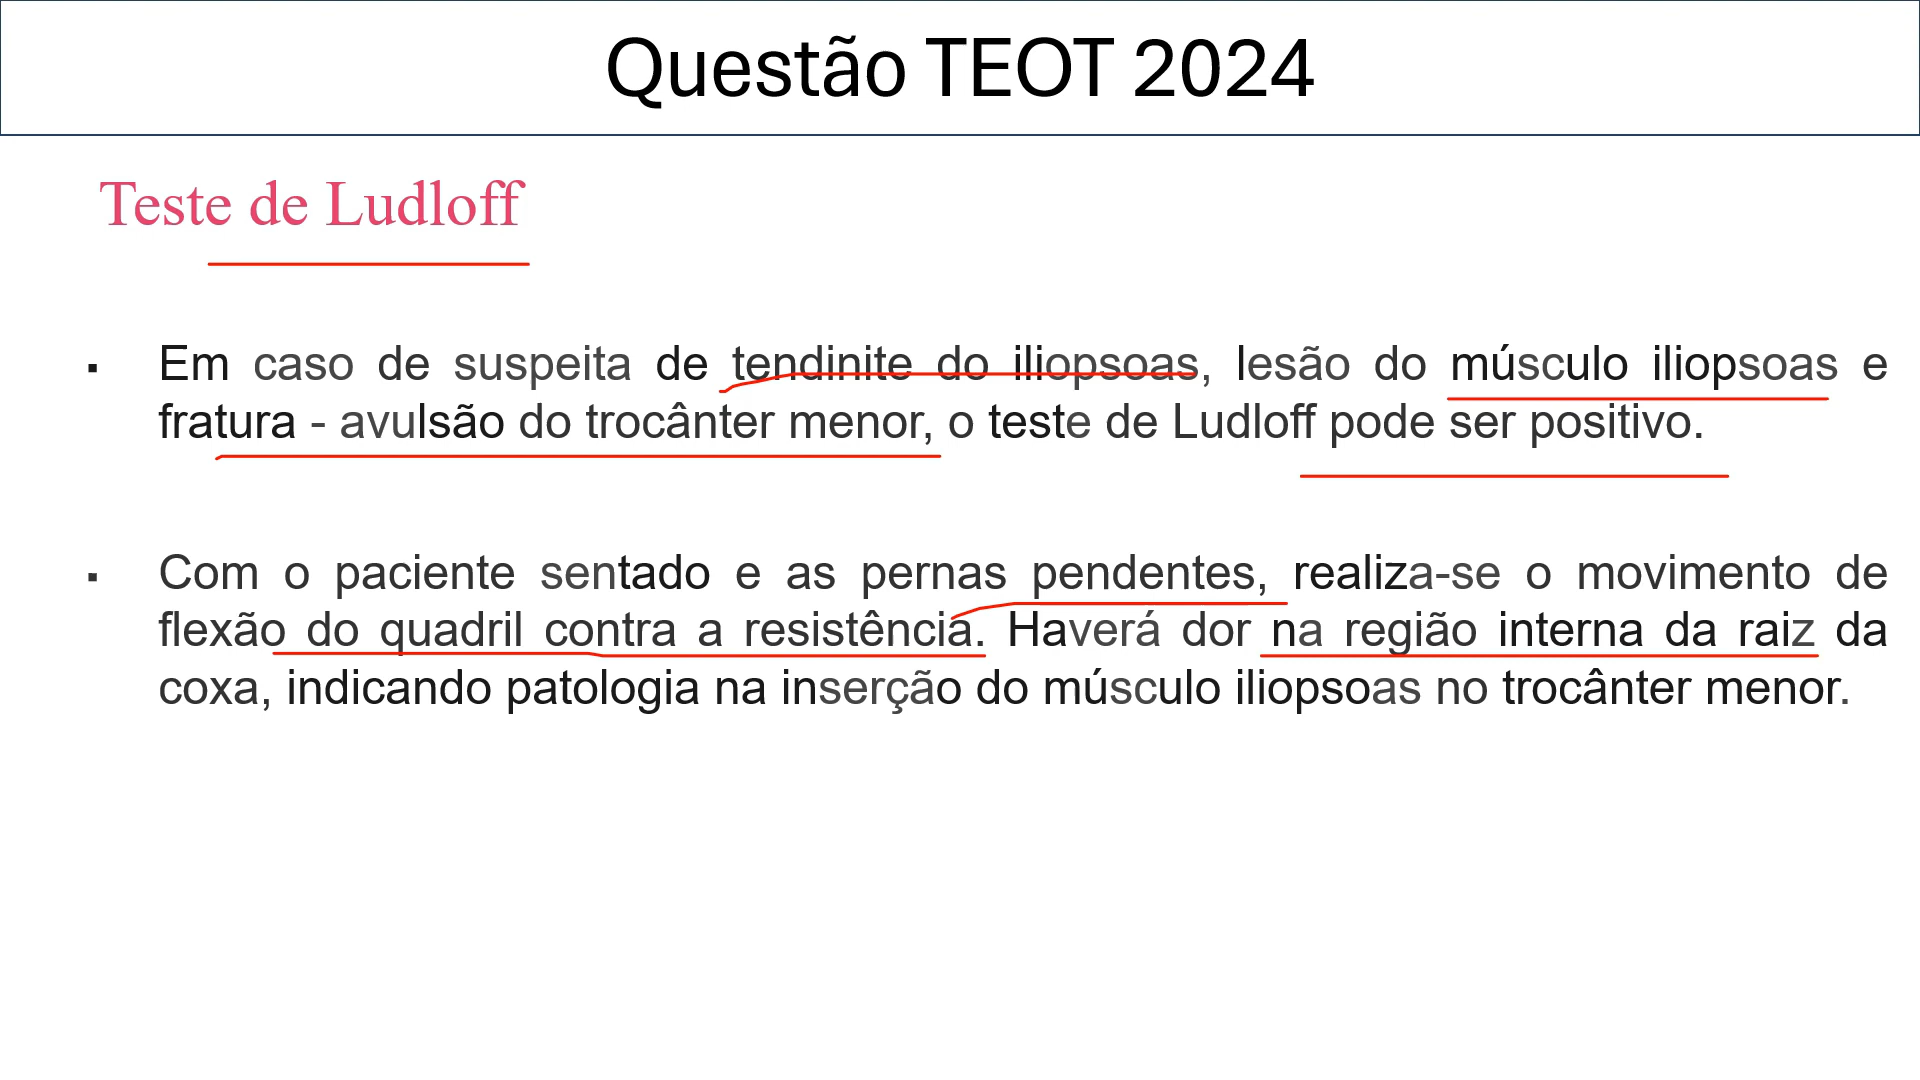 Questão TEOT 2024
Teste de Ludloff
▪ Em caso de suspeita de tendinite do iliopsoas, lesão do músculo iliopsoas e
fratura - avulsão do trocânter menor, o teste de Ludloff pode ser positivo.
▪ Com o paciente sentado e as pernas pendentes, realiza-se o movimento de
flexão do quadril contra a resistência. Haverá dor na região interna da raiz da
coxa, indicando patologia na inserção do músculo iliopsoas no trocânter menor.